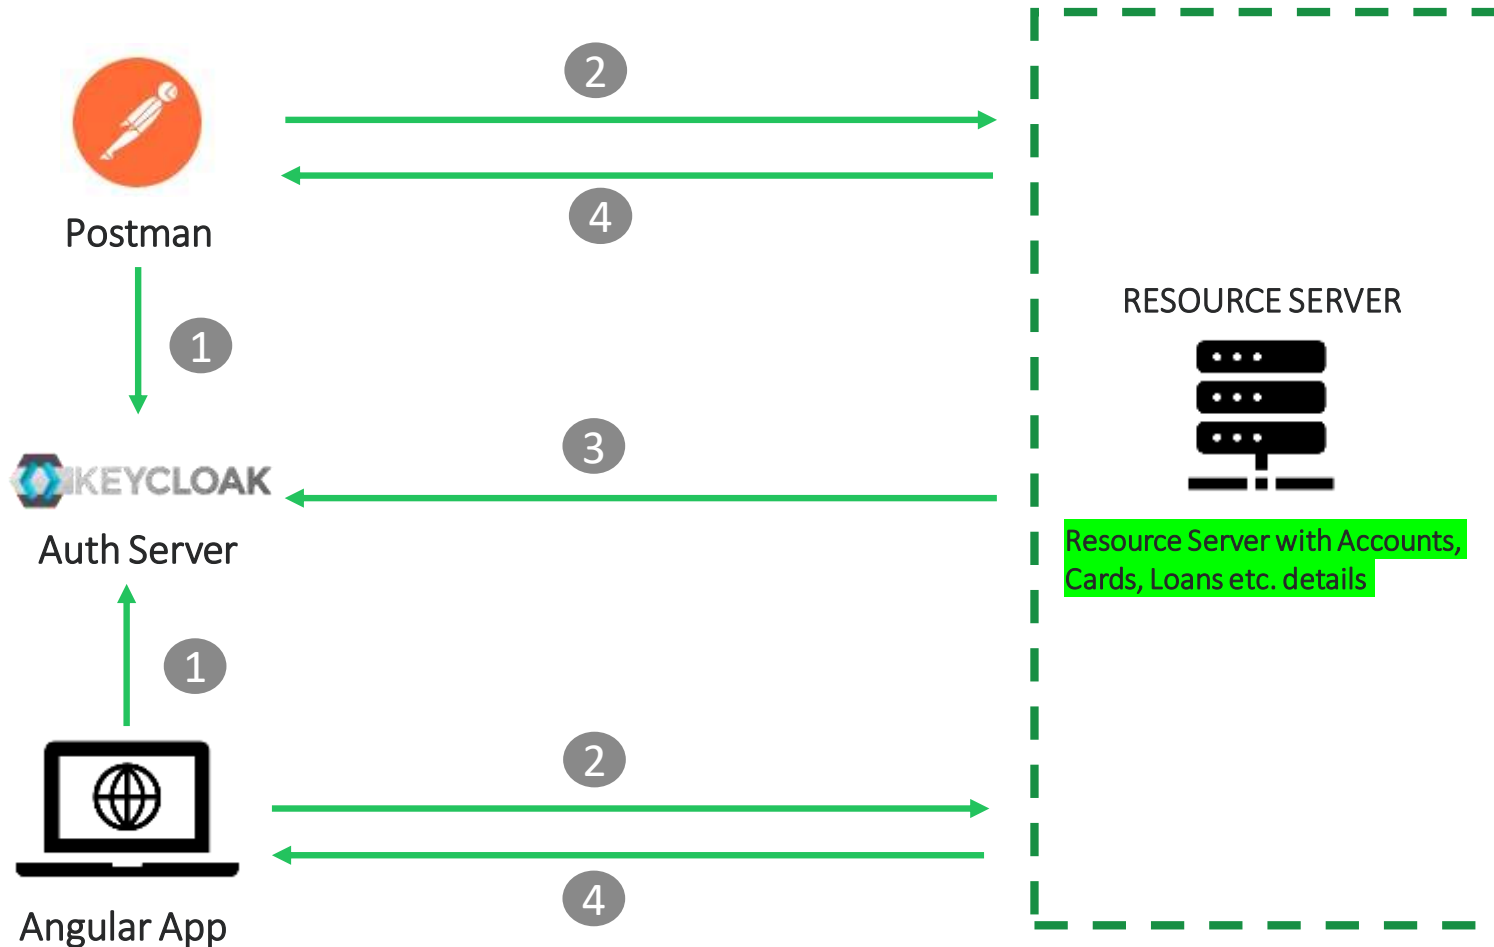 2
4
Postman
1
RESOURCE SERVER
3
KEYCLOAK
Auth Server
Resource Server with Accounts,
Cards, Loans etc. details
1
2
4
Angular App